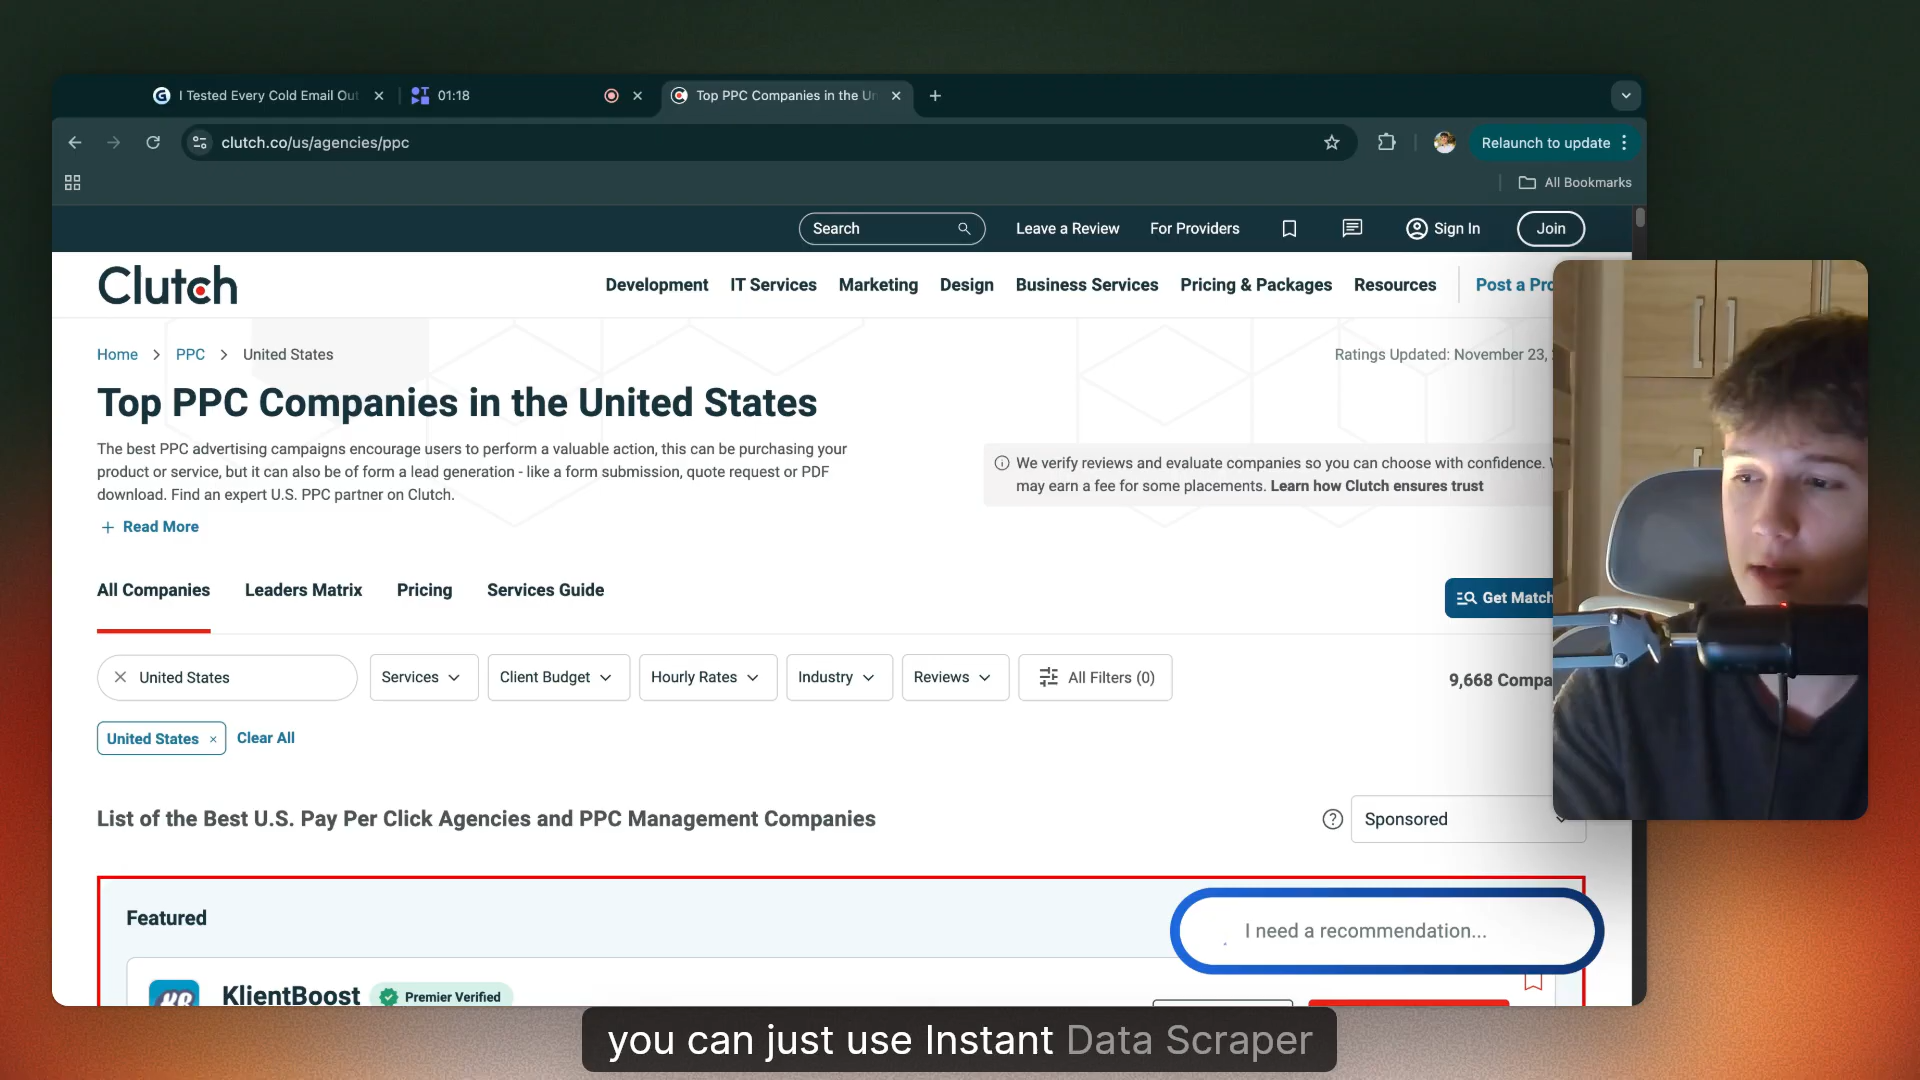 I Tested Every Cold Email Out
01:18
Top PPC Companies in the Un
clutch.co/us/agencies/ppc
Relaunch to update
All Bookmarks
Search
Leave a Review
For Providers
Sign In
Join
Clutch
Development
IT Services
Marketing
Design
Business Services
Pricing & Packages
Resources
Post a Pro
Home > PPC > United States
Ratings Updated: November 23,
Top PPC Companies in the United States
The best PPC advertising campaigns encourage users to perform a valuable action, this can be purchasing your
product or service, but it can also be of form a lead generation - like a form submission, quote request or PDF
download. Find an expert U.S. PPC partner on Clutch.
+ Read More
We verify reviews and evaluate companies so you can choose with confidence. W
may earn a fee for some placements. Learn how Clutch ensures trust
All Companies
Leaders Matrix
Pricing
Services Guide
Get Match
United States
Services
Client Budget
Hourly Rates
Industry
Reviews
All Filters (0)
9,668 Compa
United States ×
Clear All
List of the Best U.S. Pay Per Click Agencies and PPC Management Companies
Sponsored
Featured
I need a recommendation...
KlientBoost
Premier Verified
you can just use Instant Data Scraper